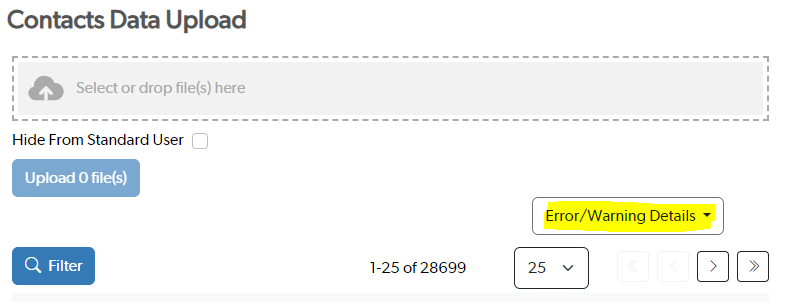 Contacts Data Upload
Select or drop file(s) here
Hide From Standard User
Upload 0 file(s)
Error/Warning Details
Filter 1-25 of 28699 25